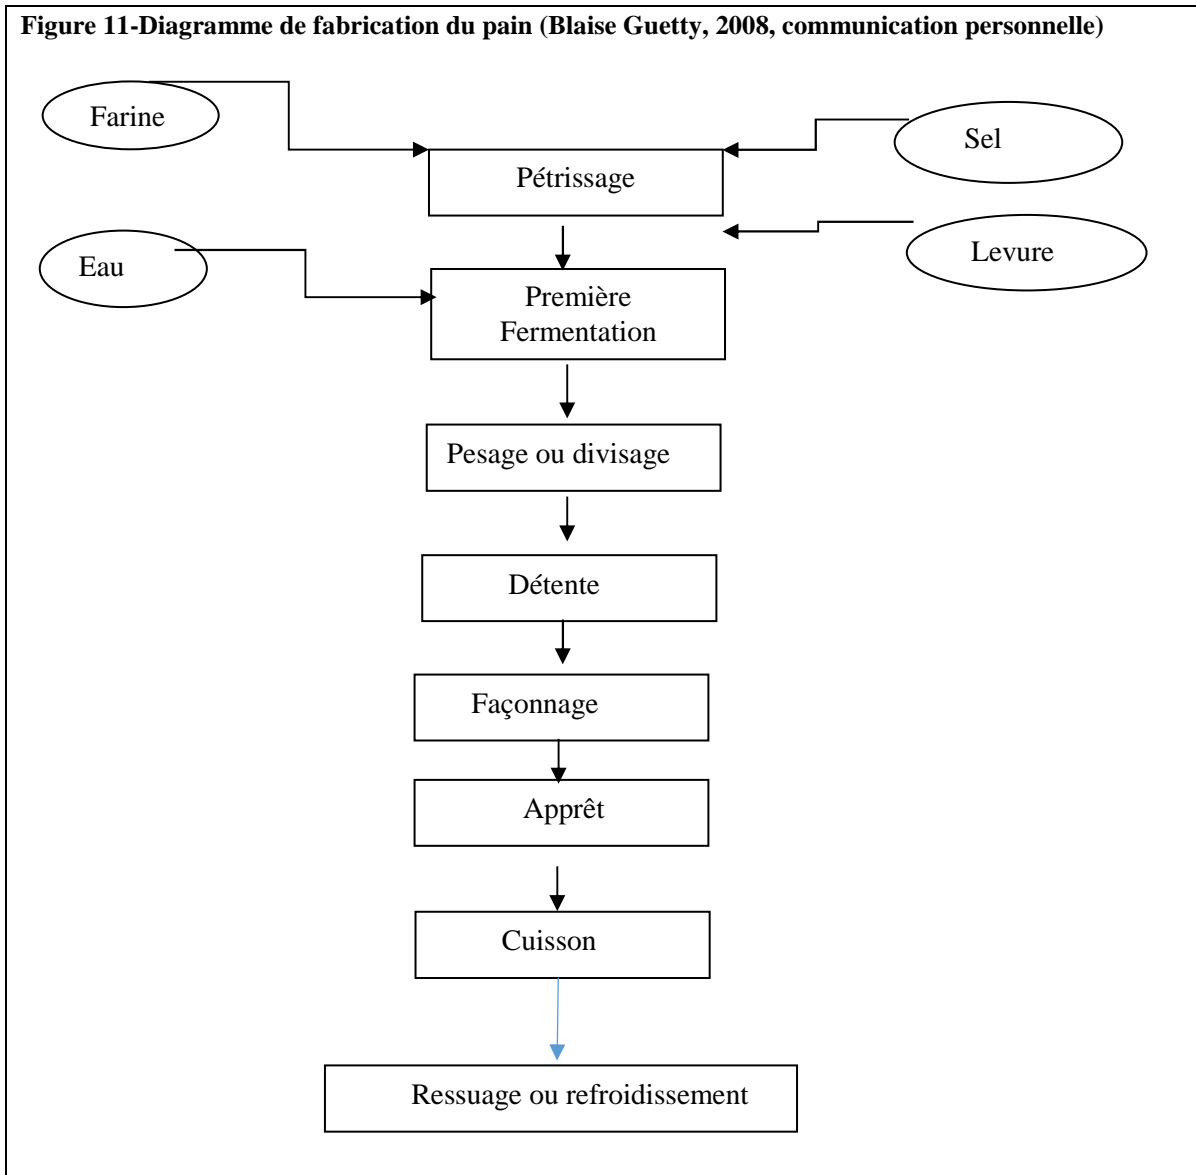 Figure 11-Diagramme de fabrication du pain (Blaise Guetty, 2008, communication personnelle)
Farine
Sel
Pétrissage
Eau
Levure
Première
Fermentation
Pesage ou divisage
Détente
Façonnage
Apprêt
Cuisson
Ressuage ou refroidissement